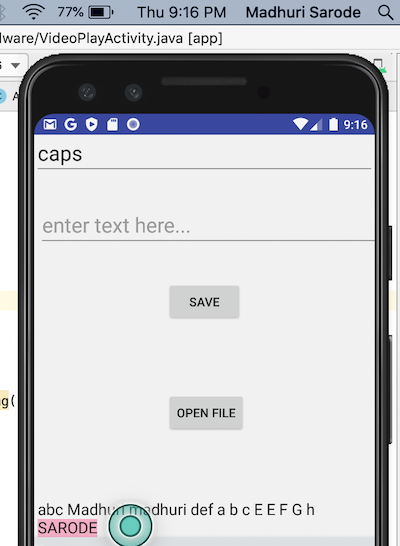 77% Thu 9:16 PM Madhuri Sarode
ware/VideoPlayActivity.java [app]
9:16
caps
enter text here...
SAVE
g(
OPEN FILE
abc Madhuri madhuri def a b c E E F G h
SARODE